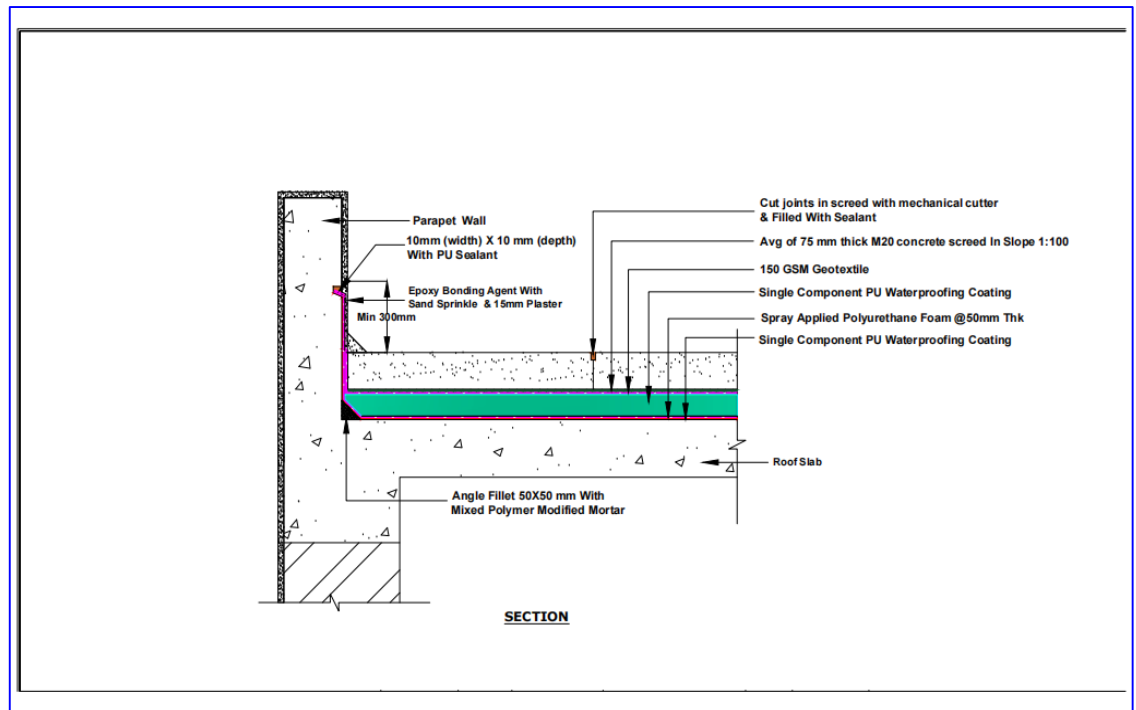 Parapet Wall
10mm (width) X 10 mm (depth)
With PU Sealant
Epoxy Bonding Agent With
Sand Sprinkle & 15mm Plaster
Min 300mm
Cut joints in screed with mechanical cutter
& Filled With Sealant
Avg of 75 mm thick M20 concrete screed In Slope 1:100
150 GSM Geotextile
Single Component PU Waterproofing Coating
Spray Applied Polyurethane Foam @50mm Thk
Single Component PU Waterproofing Coating
Roof Slab
Angle Fillet 50X50 mm With
Mixed Polymer Modified Mortar
SECTION